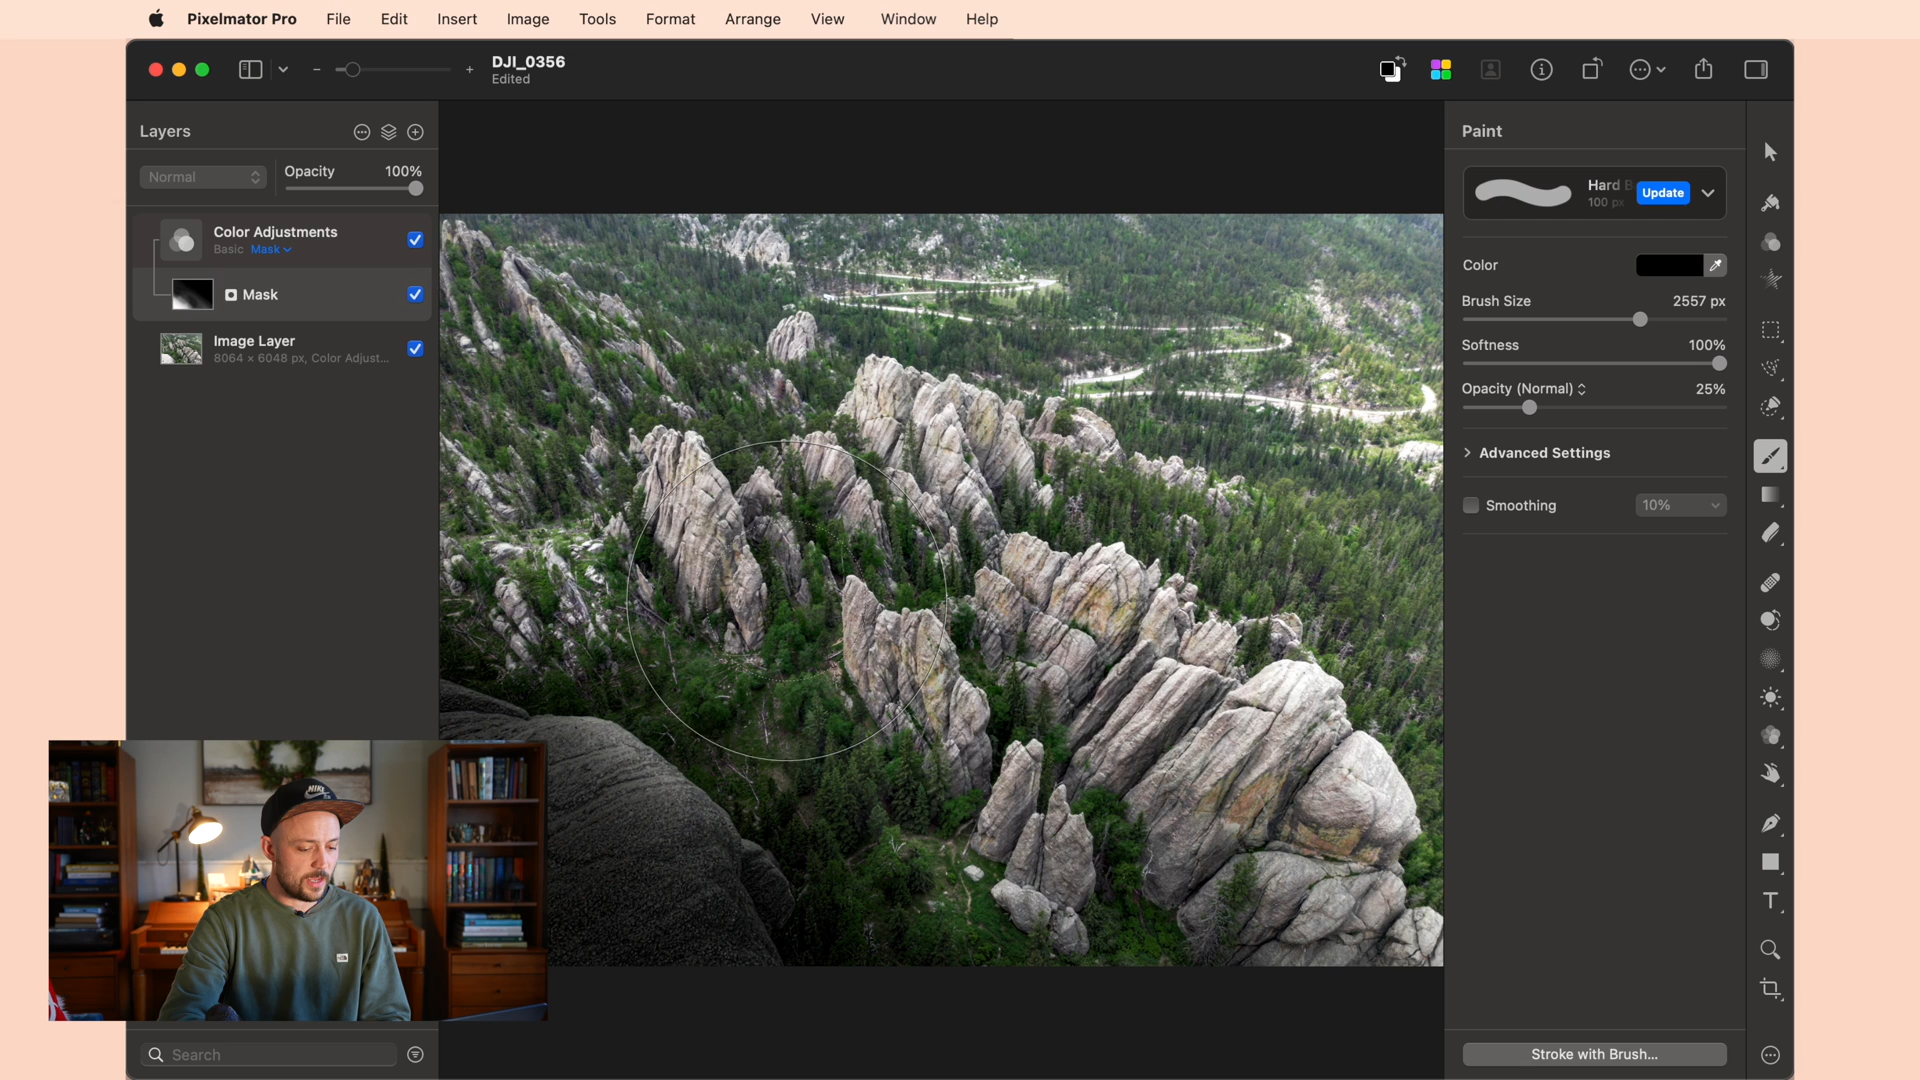 Pixelmator Pro File Edit Insert Image Tools Format Arrange View Window Help
DJI_0356
Edited
Layers
Normal
Opacity 100%
Color Adjustments
Basic Mask
Mask
Image Layer
8064 × 6048 px, Color Adjust...
Search
Paint
Hard B
100 px
Update
Color
Brush Size 2557 px
Softness 100%
Opacity (Normal) 25%
Advanced Settings
Smoothing 10%
Stroke with Brush...
NIKE